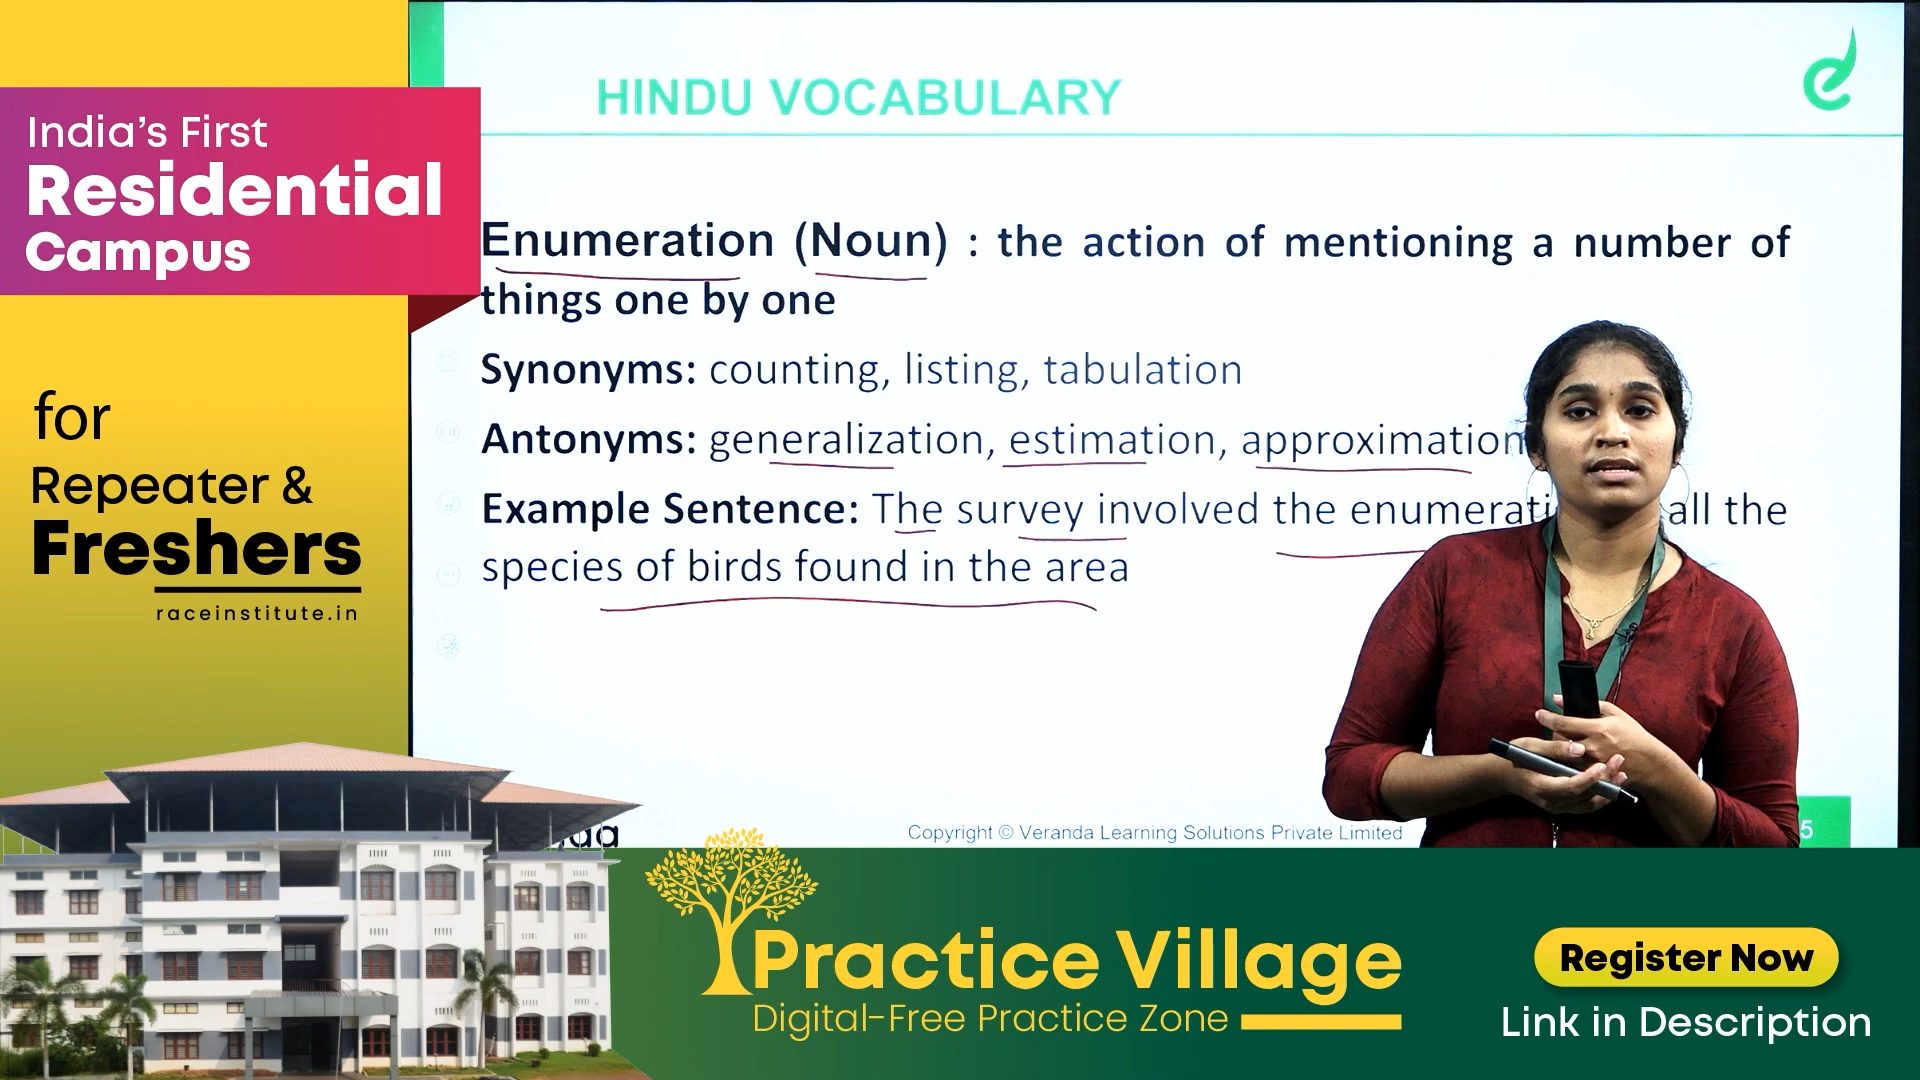 India's First
Residential
Campus
for
Repeater &
Freshers
raceinstitute.in
HINDU VOCABULARY
Enumeration (Noun) : the action of mentioning a number of
things one by one
Synonyms: counting, listing, tabulation
Antonyms: generalization, estimation, approximation
Example Sentence: The survey involved the all the
species of birds found in the area
Copyright © Veranda Learning Solutions Private Limited
5
Practice Village
Digital-Free Practice Zone
Register Now
Link in Description